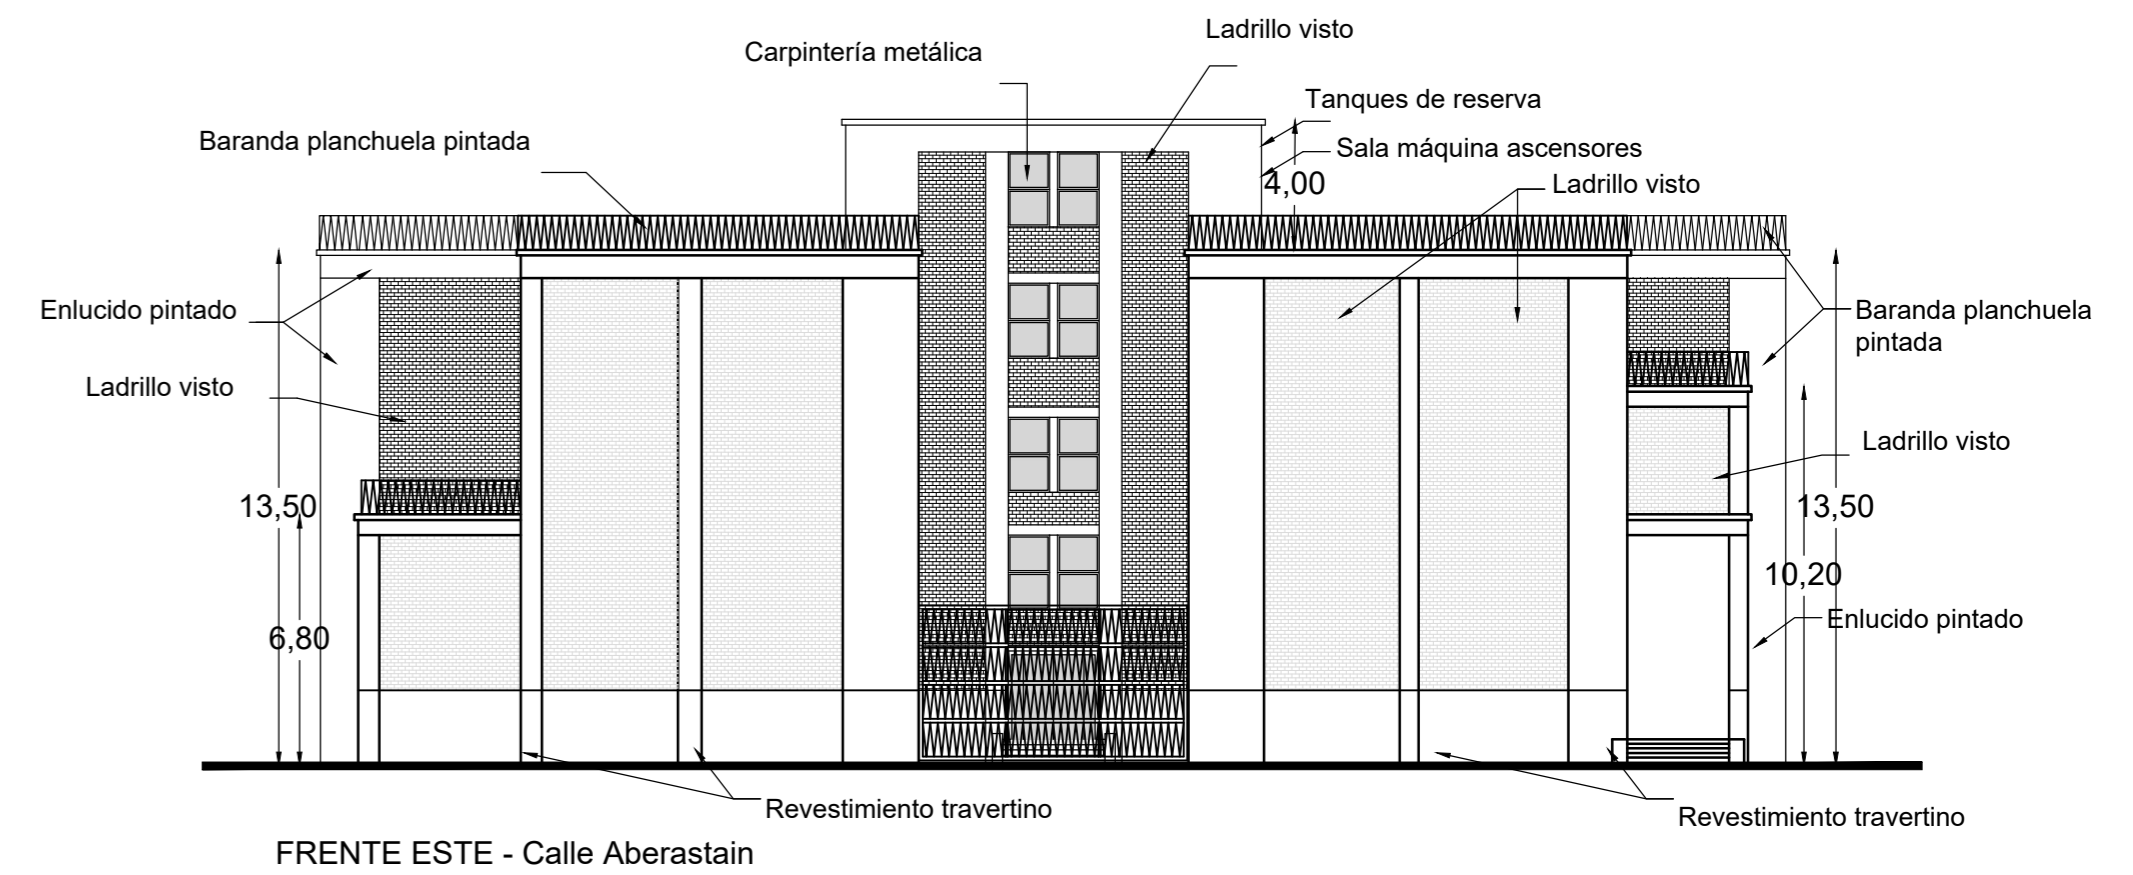 Ladrillo visto
Carpintería metálica
Tanques de reserva
Baranda planchuela pintada
Sala máquina ascensores
4,00
Ladrillo visto
Enlucido pintado
Baranda planchuela
pintada
Ladrillo visto
Ladrillo visto
13,50
13,50
10,20
Enlucido pintado
6,80
Revestimiento travertino
Revestimiento travertino
FRENTE ESTE - Calle Aberastain